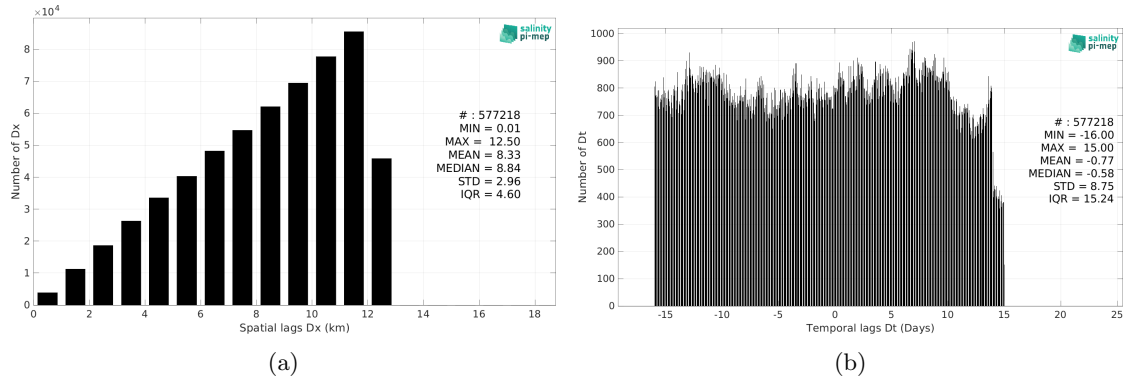 ×10^4
9
8
7
6
5
4
3
2
1
0
Number of Dx
salinity
pi-mep
# : 577218
MIN = 0.01
MAX = 12.50
MEAN = 8.33
MEDIAN = 8.84
STD = 2.96
IQR = 4.60
0 2 4 6 8 10 12 14 16 18
Spatial lags Dx (km)
(a)
1000
900
800
700
600
500
400
300
200
100
0
Number of Dt
salinity
pi-mep
# : 577218
MIN = -16.00
MAX = 15.00
MEAN = -0.77
MEDIAN = -0.58
STD = 8.75
IQR = 15.24
-15 -10 -5 0 5 10 15 20 25
Temporal lags Dt (Days)
(b)